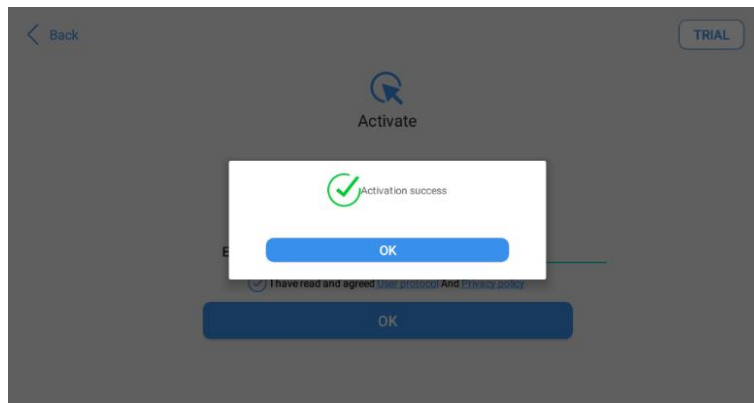 Back
TRIAL
Activate
Activation success
E
OK
I have read and agreed User protocol And Privacy policy
OK